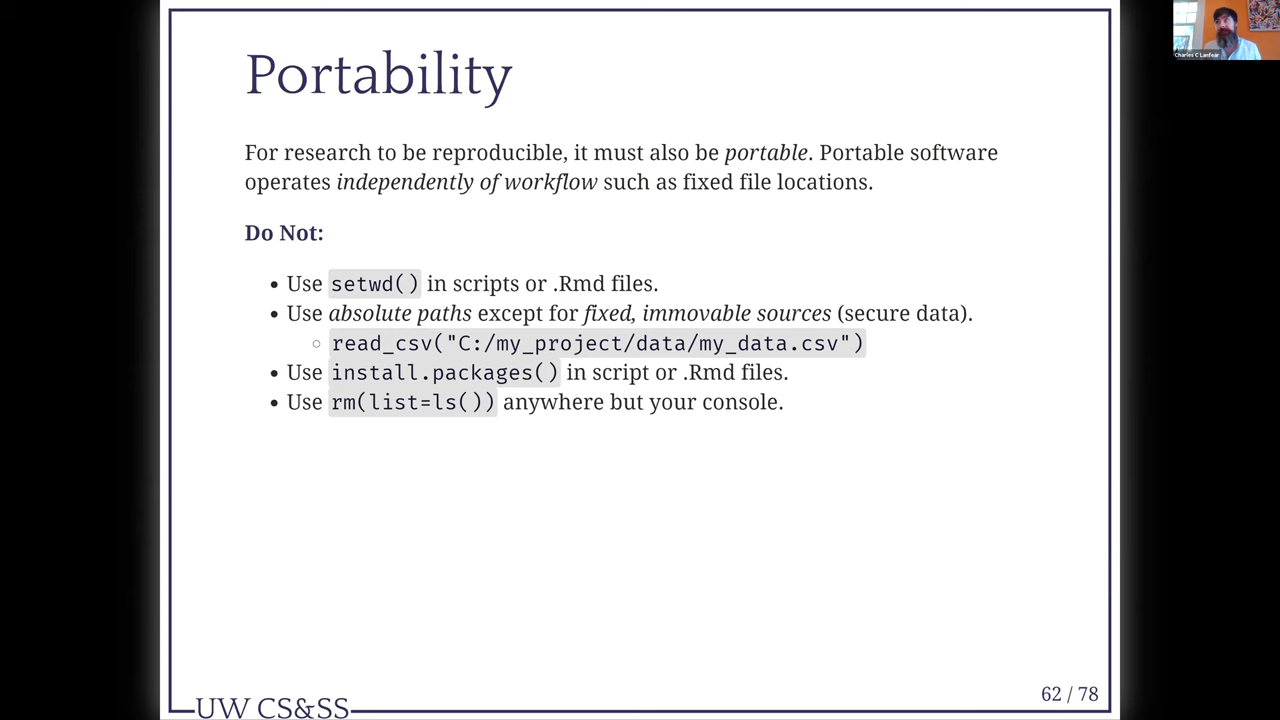 Portability
For research to be reproducible, it must also be portable. Portable software
operates independently of workflow such as fixed file locations.
Do Not:
• Use setwd() in scripts or .Rmd files.
• Use absolute paths except for fixed, immovable sources (secure data).
○ read_csv("C:/my_project/data/my_data.csv")
• Use install.packages() in script or .Rmd files.
• Use rm(list=ls()) anywhere but your console.
UW CS&SS
62 / 78
Charles C Lanfear